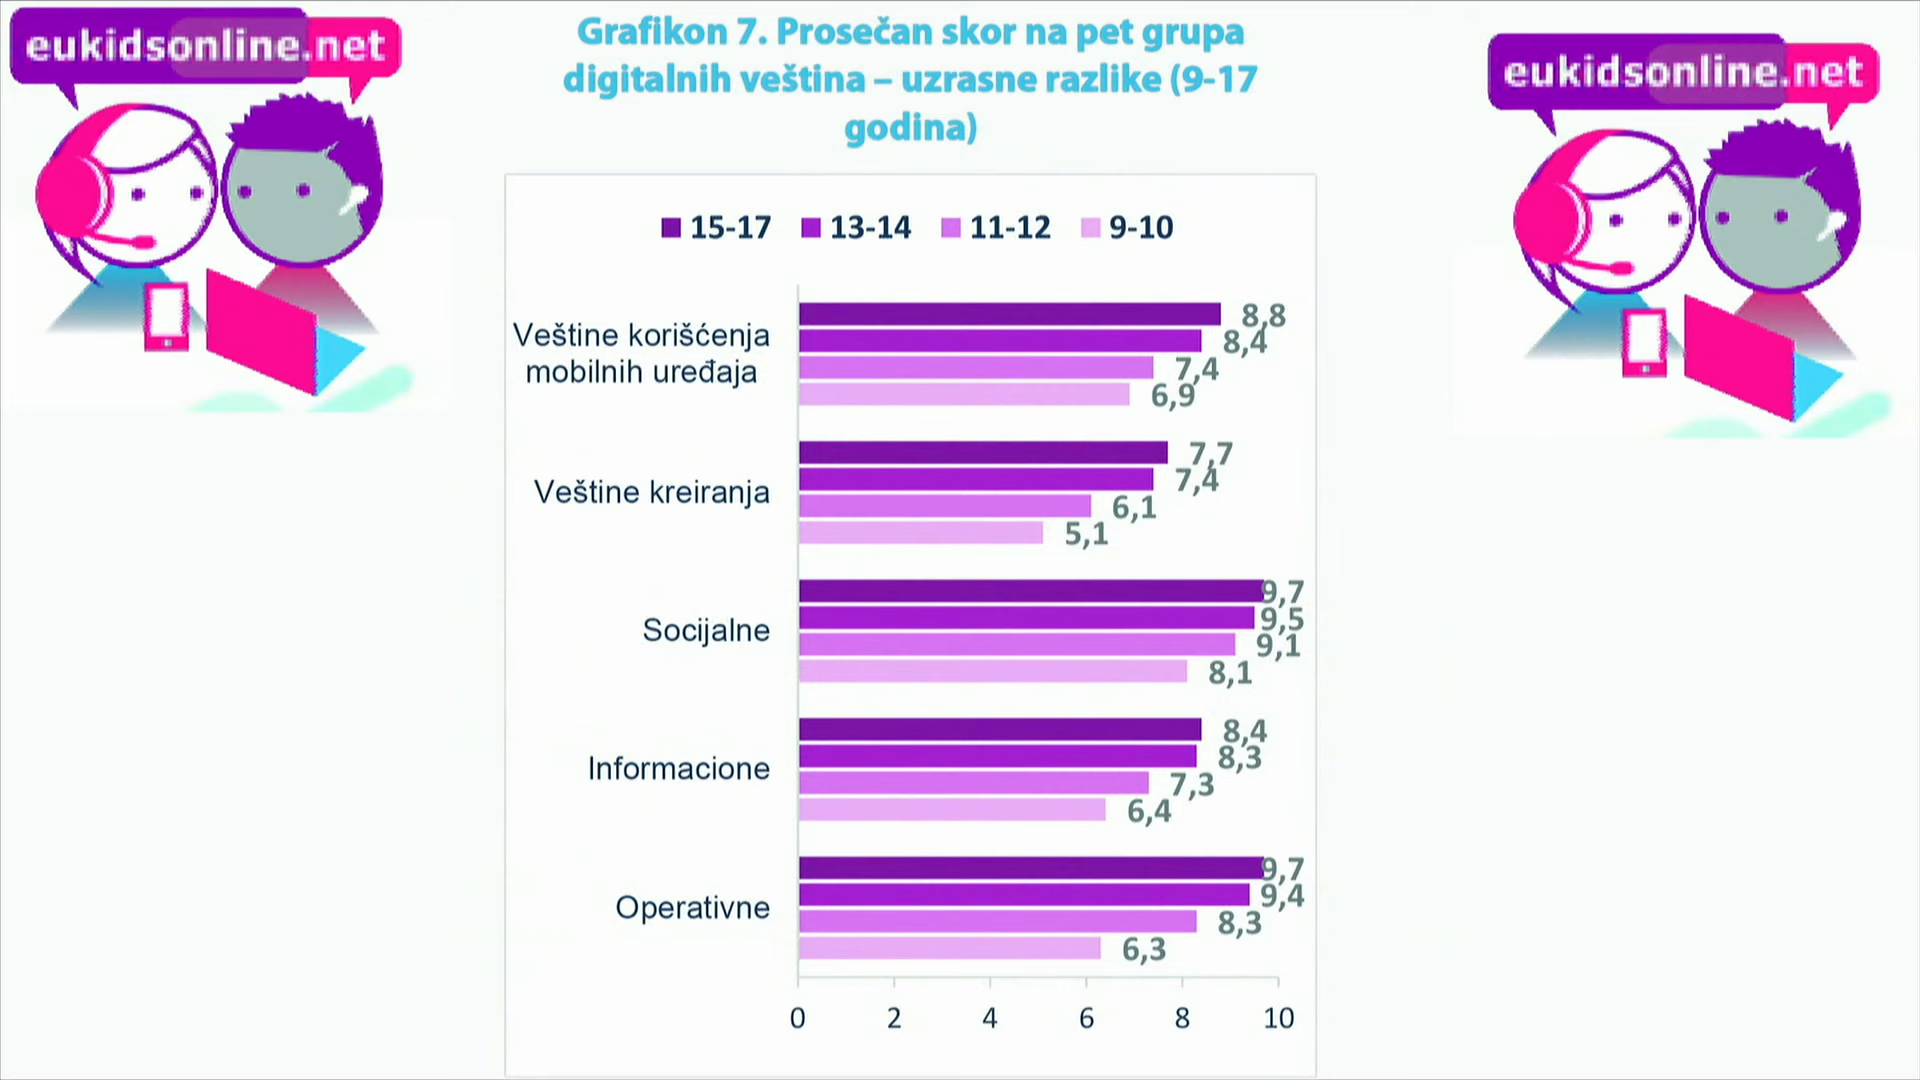 eukidsonline.net
Grafikon 7. Prosečan skor na pet grupa
digitalnih veština – uzrasne razlike (9-17
godina)
eukidsonline.net
15-17 13-14 11-12 9-10
Veštine korišćenja
mobilnih uređaja
8,8
8,4
7,4
6,9
Veštine kreiranja
7,7
7,4
6,1
5,1
Socijalne
9,7
9,5
9,1
8,1
Informacione
8,4
8,3
7,3
6,4
Operativne
9,7
9,4
8,3
6,3
0 2 4 6 8 10